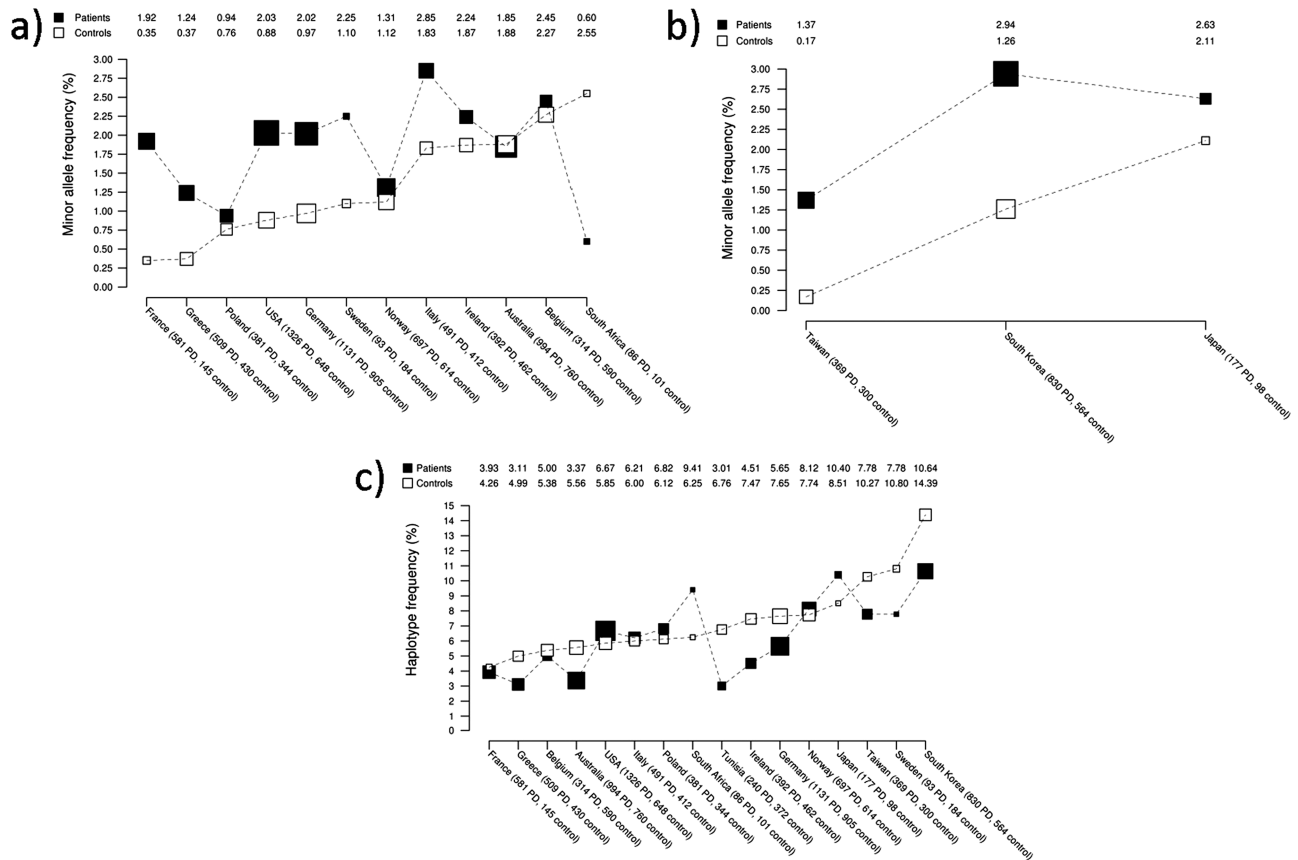 a)
Patients 1.92 1.24 0.94 2.03 2.02 2.25 1.31 2.85 2.24 1.85 2.45 0.60
Controls 0.35 0.37 0.76 0.88 0.97 1.10 1.12 1.83 1.87 1.88 2.27 2.55
Minor allele frequency (%)
3.00
2.75
2.50
2.25
2.00
1.75
1.50
1.25
1.00
0.75
0.50
0.25
0.00
France (581 PD, 145 control)
Greece (509 PD, 430 control)
Poland (381 PD, 344 control)
USA (1326 PD, 648 control)
Germany (1131 PD, 905 control)
Sweden (93 PD, 184 control)
Norway (697 PD, 614 control)
Italy (491 PD, 412 control)
Ireland (392 PD, 462 control)
Australia (994 PD, 760 control)
Belgium (314 PD, 590 control)
South Africa (86 PD, 101 control)
b)
Patients 1.37 2.94 2.63
Controls 0.17 1.26 2.11
Minor allele frequency (%)
3.00
2.75
2.50
2.25
2.00
1.75
1.50
1.25
1.00
0.75
0.50
0.25
0.00
Taiwan (369 PD, 300 control)
South Korea (830 PD, 564 control)
Japan (177 PD, 98 control)
c)
Patients 3.93 3.11 5.00 3.37 6.67 6.21 6.82 9.41 3.01 4.51 5.65 8.12 10.40 7.78 7.78 10.64
Controls 4.26 4.99 5.38 5.56 5.85 6.00 6.12 6.25 6.76 7.47 7.65 7.74 8.51 10.27 10.80 14.39
Haplotype frequency (%)
15
14
13
12
11
10
9
8
7
6
5
4
3
2
1
0
France (581 PD, 145 control)
Greece (509 PD, 430 control)
Belgium (314 PD, 590 control)
Australia (994 PD, 760 control)
USA (1326 PD, 648 control)
Italy (491 PD, 412 control)
Poland (381 PD, 344 control)
South Africa (86 PD, 101 control)
Tunisia (240 PD, 372 control)
Ireland (392 PD, 462 control)
Germany (1131 PD, 905 control)
Norway (697 PD, 614 control)
Japan (177 PD, 98 control)
Taiwan (369 PD, 300 control)
Sweden (93 PD, 184 control)
South Korea (830 PD, 564 control)